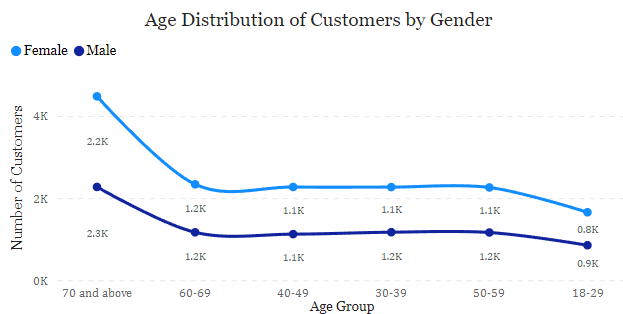 Age Distribution of Customers by Gender
Female Male
Number of Customers
4K
2K
0K
2.2K
1.2K
1.1K
1.1K
1.1K
0.8K
2.3K
1.2K
1.1K
1.2K
1.2K
0.9K
70 and above 60-69 40-49 30-39 50-59 18-29
Age Group